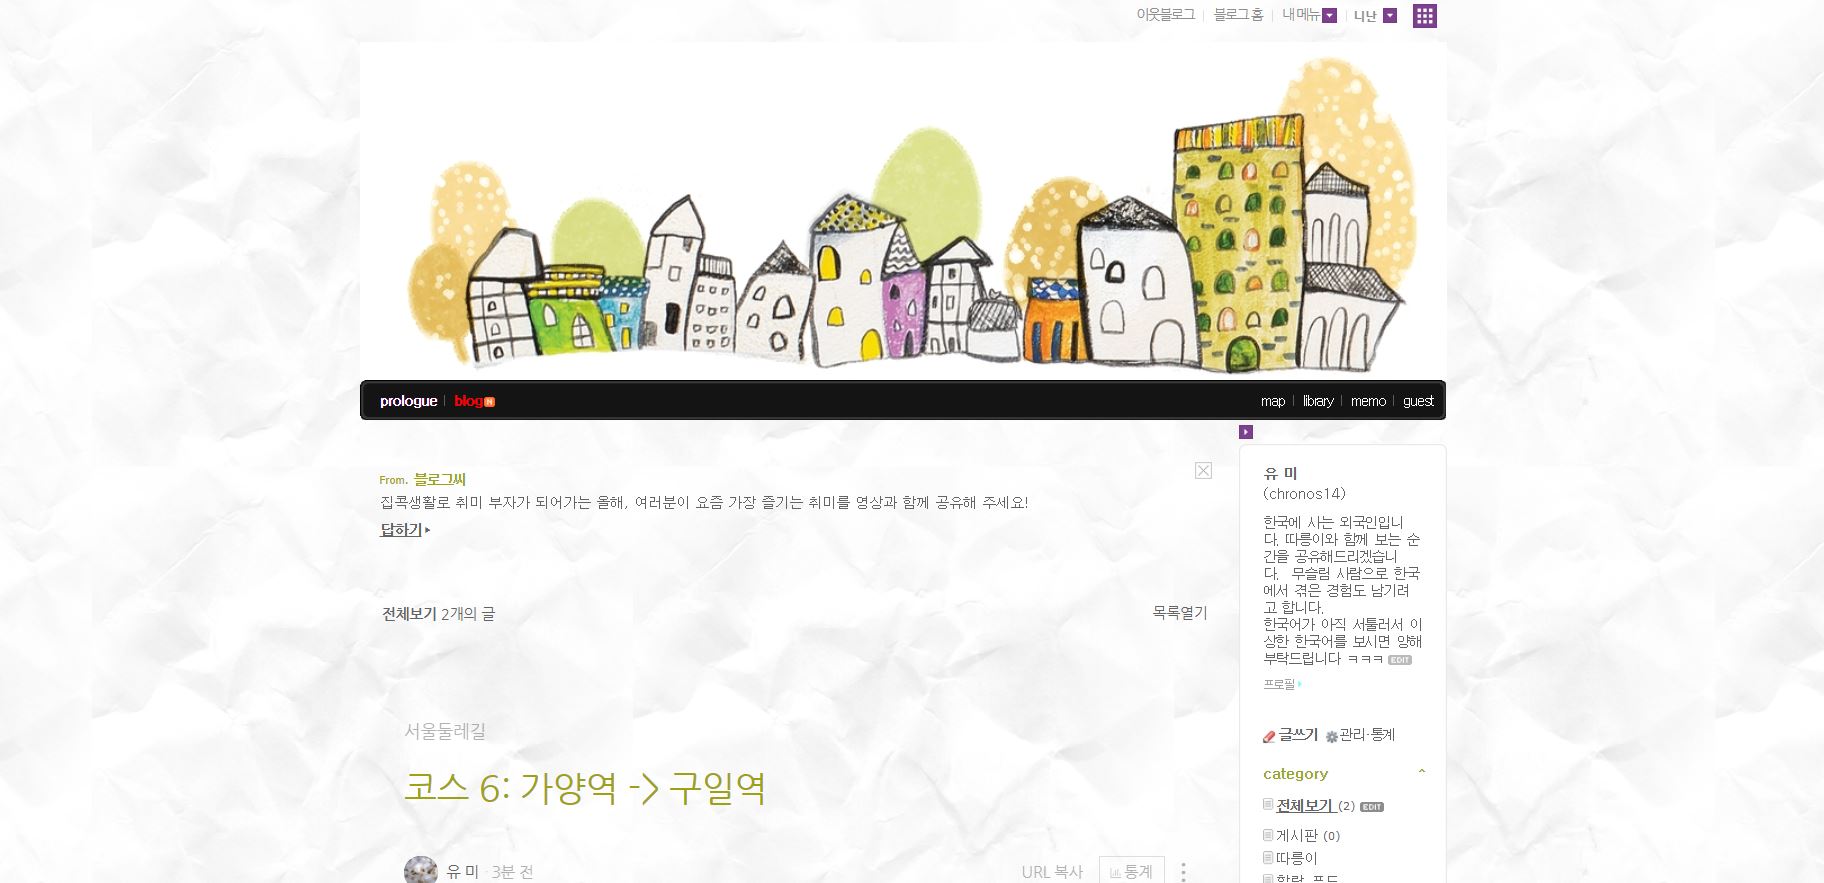 이웃블로그 블로그 홈 내 메뉴 디난
prologue blog N map library memo guest
From. 블로그씨
집콕생활로 취미 부자가 되어가는 올해, 여러분이 요즘 가장 즐기는 취미를 영상과 함께 공유해 주세요!
답하기
전체보기 2개의 글 목록열기
서울둘레길
코스 6: 가양역 -> 구일역
유 미 · 3분 전 URL 복사 통계
유 미
(chronos14)
한국에 사는 외국인입니
다. 따릉이와 함께 보는 순
간을 공유해드리겠습니
다. 무슬림 사람으로 한국
에서 겪은 경험도 남기려
고 합니다.
한국어가 아직 서툴러서 이
상한 한국어를 보시면 양해
부탁드립니다 ㅋㅋㅋ EDIT
프로필
글쓰기 관리·통계
category
전체보기 (2) EDIT
게시판 (0)
따릉이